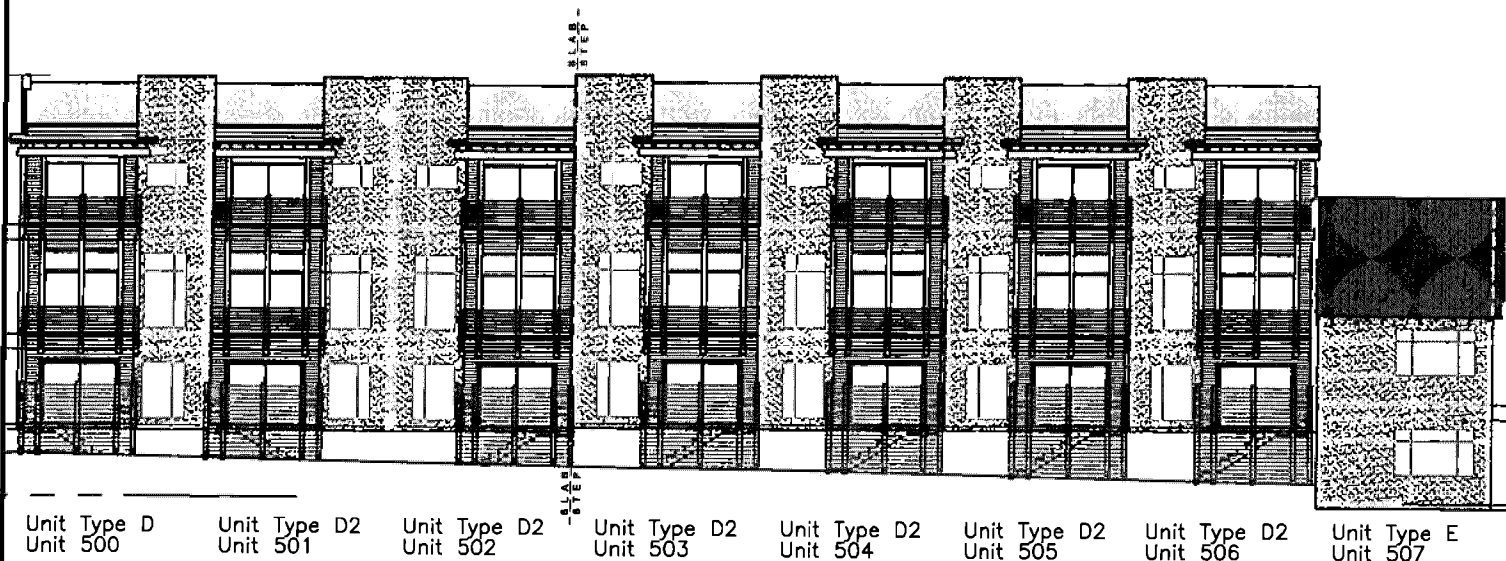 SLAB
STEP
SLAB
STEP
Unit Type D
Unit 500
Unit Type D2
Unit 501
Unit Type D2
Unit 502
Unit Type D2
Unit 503
Unit Type D2
Unit 504
Unit Type D2
Unit 505
Unit Type D2
Unit 506
Unit Type E
Unit 507